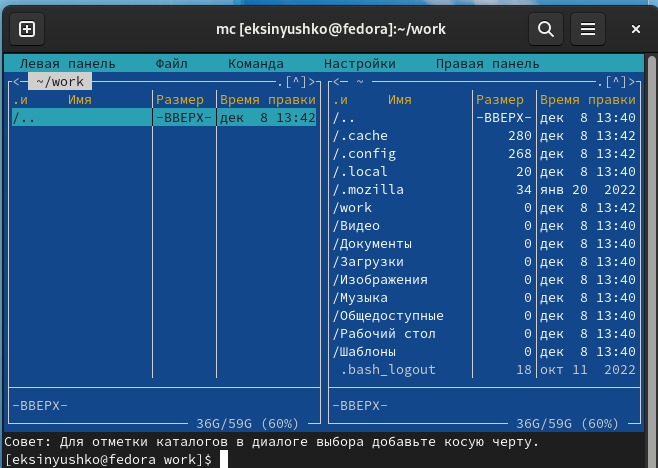 mc [eksinyushko@fedora]:~/work
Левая панель Файл Команда Настройки Правая панель
<─ ~/work .[^]>
.и Имя Размер Время правки
/.. -ВВЕРХ- дек 8 13:42
-ВВЕРХ-
36G/59G (60%)
<─ ~ .[^]>
.и Имя Размер Время правки
/.. -ВВЕРХ- дек 8 13:40
/.cache 280 дек 8 13:42
/.config 268 дек 8 13:42
/.local 20 дек 8 13:40
/.mozilla 34 янв 20 2022
/work 0 дек 8 13:42
/Видео 0 дек 8 13:40
/Документы 0 дек 8 13:40
/Загрузки 0 дек 8 13:40
/Изображения 0 дек 8 13:40
/Музыка 0 дек 8 13:40
/Общедоступные 0 дек 8 13:40
/Рабочий стол 0 дек 8 13:40
/Шаблоны 0 дек 8 13:40
.bash_logout 18 окт 11 2022
-ВВЕРХ-
36G/59G (60%)
Совет: Для отметки каталогов в диалоге выбора добавьте косую черту.
[eksinyushko@fedora work]$